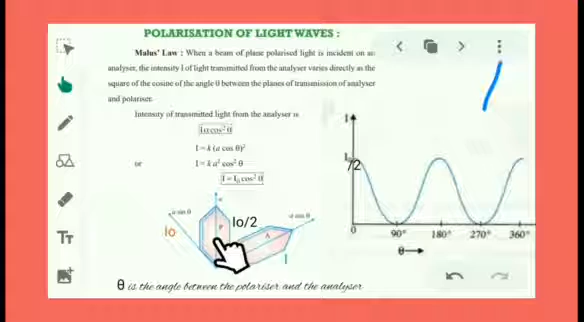 POLARISATION OF LIGHT WAVES :
Malus' Law : When a beam of plane polarised light is incident on an
analyser, the intensity I of light transmitted from the analyser varies directly as the
square of the cosine of the angle θ between the planes of transmission of analyser
and polariser.
Intensity of transmitted light from the analyser is
I α cos² θ
I = k (a cos θ)²
or I = k a² cos² θ
I = I₀ cos² θ
a sin θ
a cos θ
Io
P
Io/2
A
I
I
I₀/2
0 90° 180° 270° 360°
θ
θ is the angle between the polariser and the analyser
TT